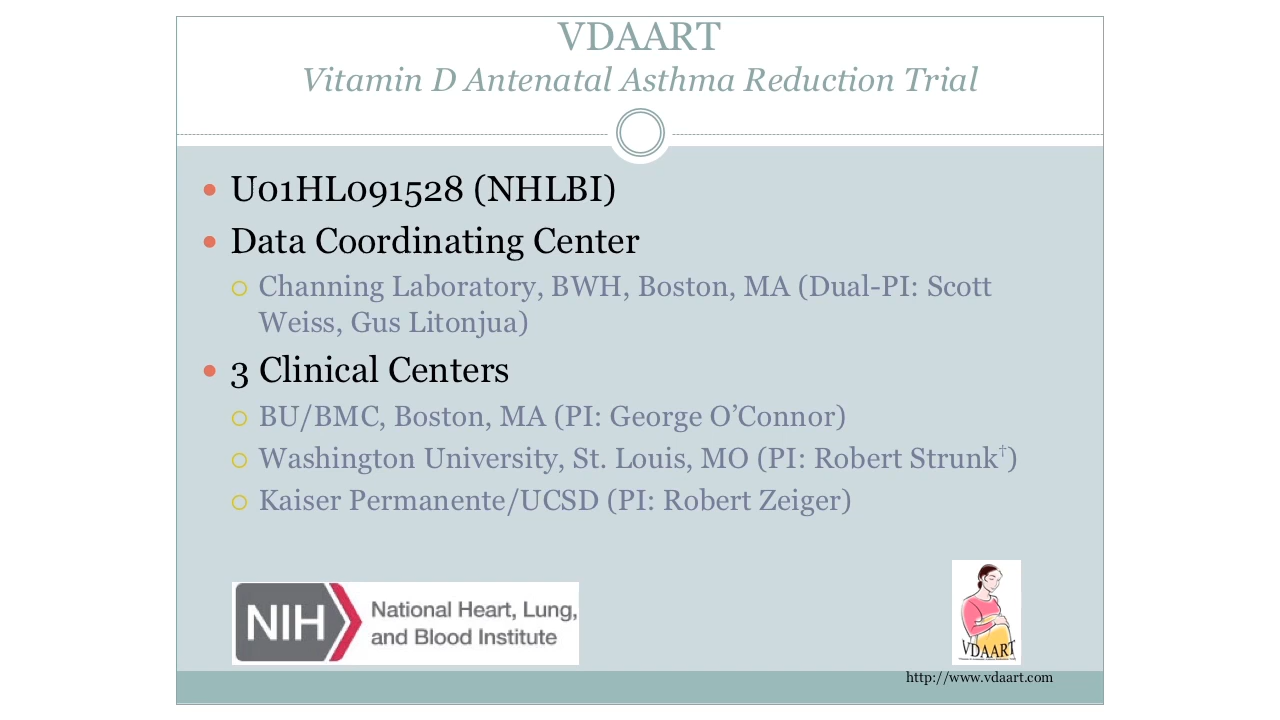 VDAART
Vitamin D Antenatal Asthma Reduction Trial
U01HL091528 (NHLBI)
Data Coordinating Center
Channing Laboratory, BWH, Boston, MA (Dual-PI: Scott
Weiss, Gus Litonjua)
3 Clinical Centers
BU/BMC, Boston, MA (PI: George O’Connor)
Washington University, St. Louis, MO (PI: Robert Strunk†)
Kaiser Permanente/UCSD (PI: Robert Zeiger)
NIH National Heart, Lung,
and Blood Institute
VDAART
http://www.vdaart.com